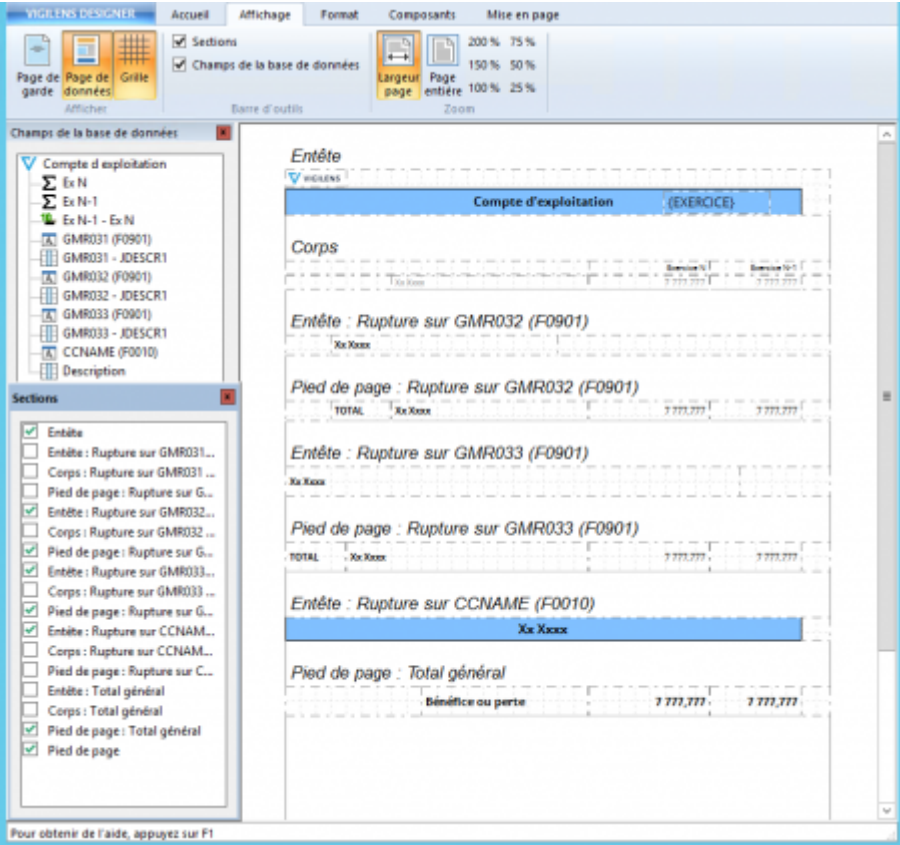 VIGILENS DESIGNER Accueil Affichage Format Composants Mise en page
Page de garde
Page de données
Grille
Afficher
Sections
Champs de la base de données
Barre d'outils
Largeur page
Page entière
200 % 75 %
150 % 50 %
100 % 25 %
Zoom
Champs de la base de données
Compte d exploitation
Ex N
Ex N-1
Ex N-1 - Ex N
GMR031 (F0901)
GMR031 - JDESCR1
GMR032 (F0901)
GMR032 - JDESCR1
GMR033 (F0901)
GMR033 - JDESCR1
CCNAME (F0010)
Description
Sections
Entête
Entête : Rupture sur GMR031...
Corps : Rupture sur GMR031 ...
Pied de page : Rupture sur G...
Entête : Rupture sur GMR032...
Corps : Rupture sur GMR032 ...
Pied de page : Rupture sur G...
Entête : Rupture sur GMR033...
Corps : Rupture sur GMR033 ...
Pied de page : Rupture sur G...
Entête : Rupture sur CCNAM...
Corps : Rupture sur CCNAM...
Pied de page : Rupture sur C...
Entête : Total général
Corps : Total général
Pied de page : Total général
Pied de page
Entête
VIGILENS
Compte d'exploitation {EXERCICE}
Corps
Exercice N Exercice N-1
Xx Xxxx 7 777,777 7 777,777
Entête : Rupture sur GMR032 (F0901)
Xx Xxxx
Pied de page : Rupture sur GMR032 (F0901)
TOTAL Xx Xxxx 7 777,777 7 777,777
Entête : Rupture sur GMR033 (F0901)
Xx Xxxx
Pied de page : Rupture sur GMR033 (F0901)
TOTAL Xx Xxxx 7 777,777 7 777,777
Entête : Rupture sur CCNAME (F0010)
Xx Xxxx
Pied de page : Total général
Bénéfice ou perte 7 777,777 7 777,777
Pour obtenir de l'aide, appuyez sur F1